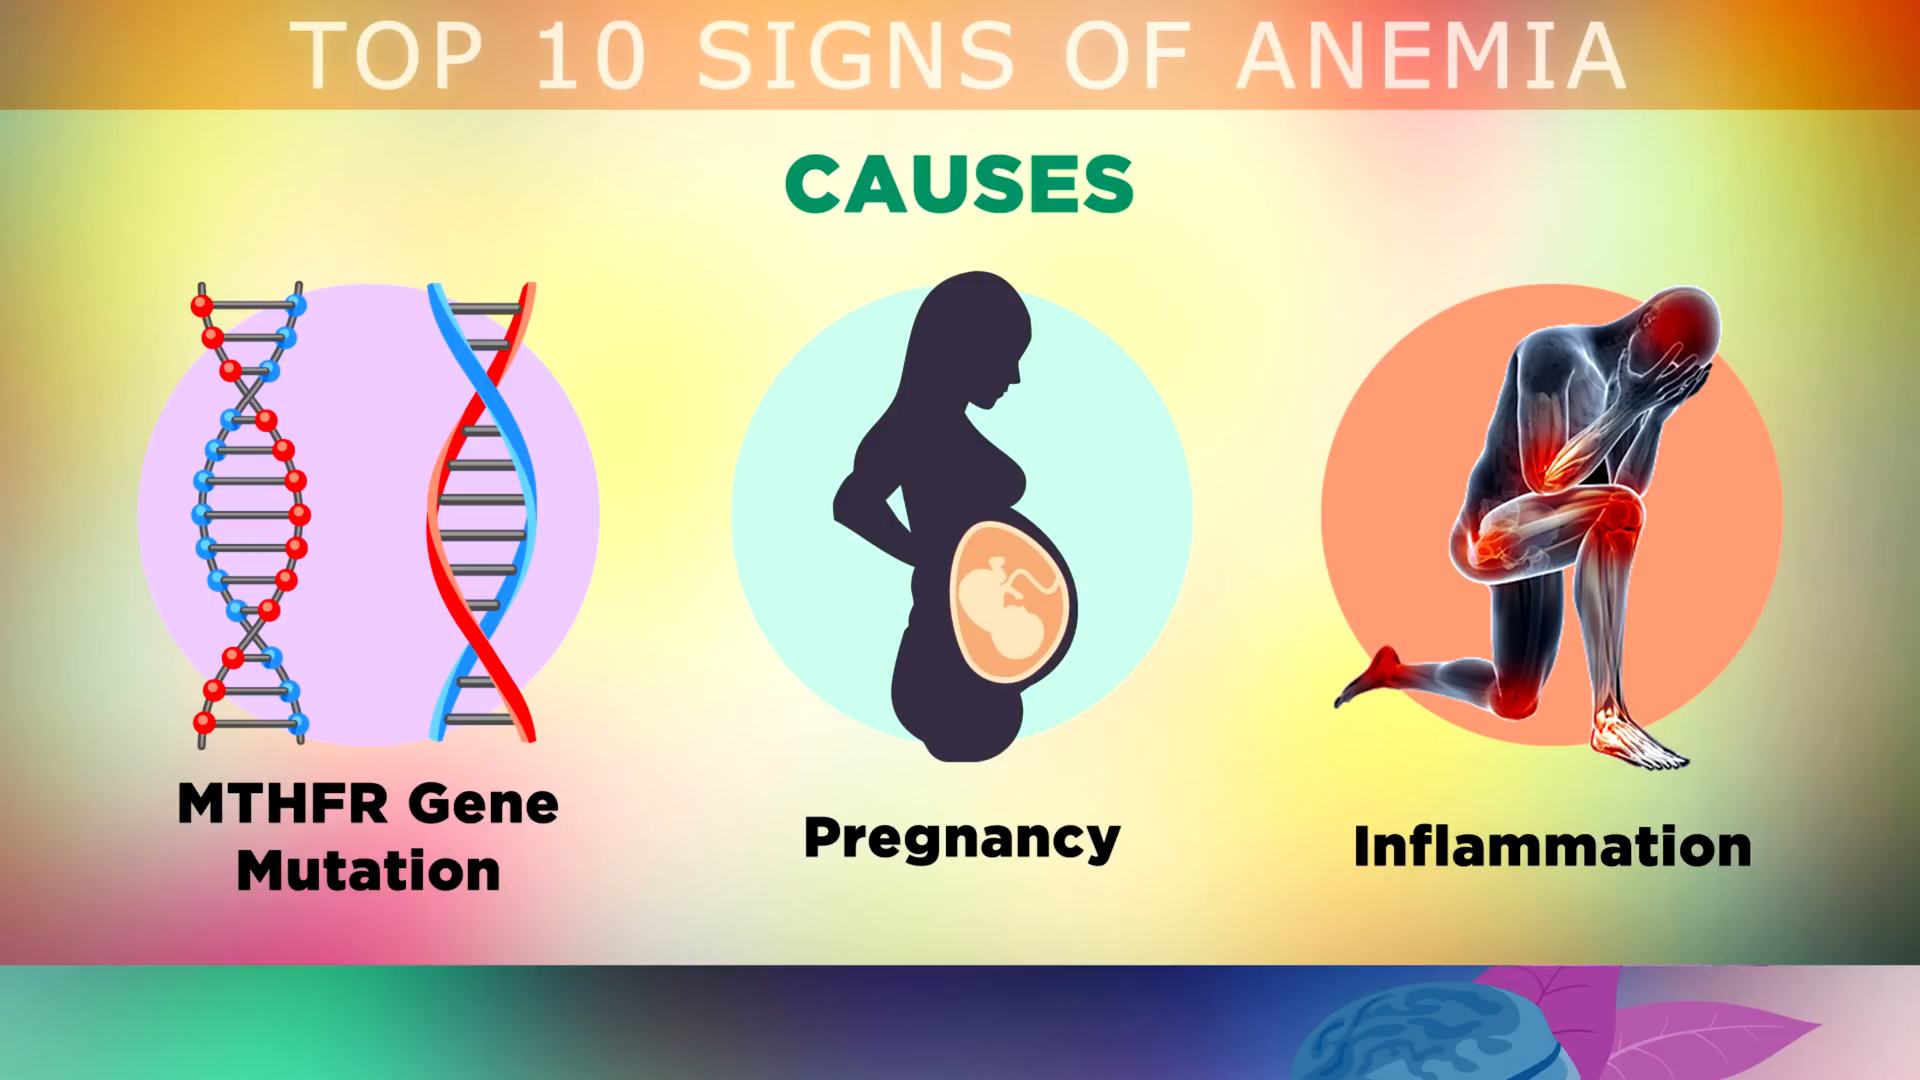 TOP 10 SIGNS OF ANEMIA
CAUSES
MTHFR Gene
Mutation
Pregnancy
Inflammation